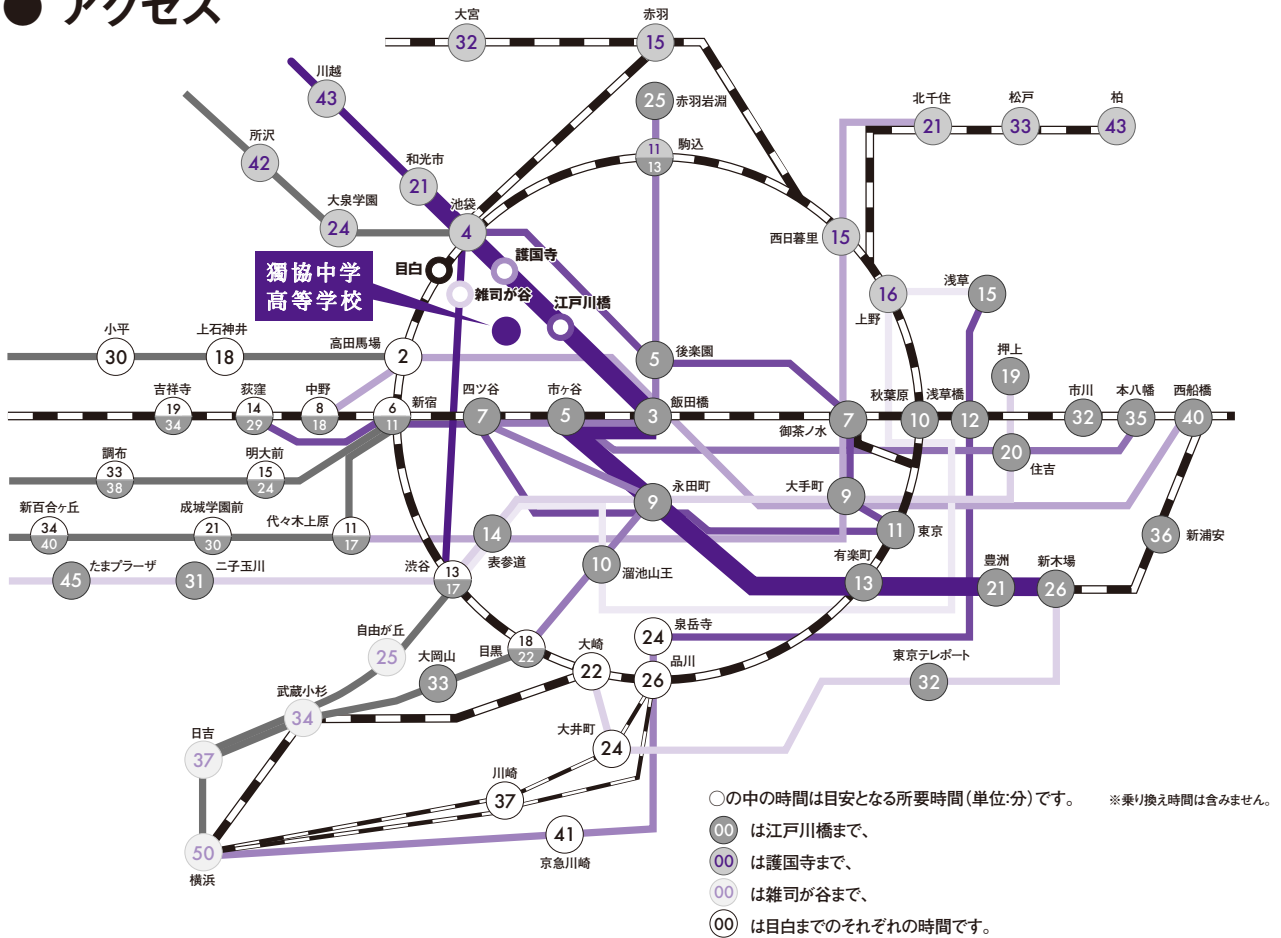 ● アクセス
大宮
32
赤羽
15
川越
43
25
赤羽岩淵
北千住
21
松戸
33
柏
43
所沢
42
和光市
21
11
13
駒込
大泉学園
24
池袋
4
西日暮里
15
獨協中学
高等学校
目白
護国寺
雑司が谷
江戸川橋
16
上野
浅草
15
小平
30
上石神井
18
高田馬場
2
5
後楽園
押上
19
吉祥寺
19
34
荻窪
14
29
中野
8
18
新宿
6
11
四ツ谷
7
市ヶ谷
5
飯田橋
3
7
御茶ノ水
秋葉原
10
浅草橋
12
市川
32
本八幡
35
西船橋
40
調布
33
38
明大前
15
24
20
住吉
新百合ヶ丘
34
40
成城学園前
21
30
代々木上原
11
17
14
表参道
永田町
9
大手町
9
11
東京
36
新浦安
45
たまプラーザ
31
二子玉川
渋谷
13
17
10
溜池山王
有楽町
13
豊洲
21
新木場
26
自由が丘
25
大岡山
33
目黒
18
22
大崎
22
24
泉岳寺
品川
26
東京テレポート
32
武蔵小杉
34
日吉
37
大井町
24
川崎
37
50
横浜
41
京急川崎
○の中の時間は目安となる所要時間(単位:分)です。 ※乗り換え時間は含みません。
00 は江戸川橋まで、
00 は護国寺まで、
00 は雑司が谷まで、
00 は目白までのそれぞれの時間です。